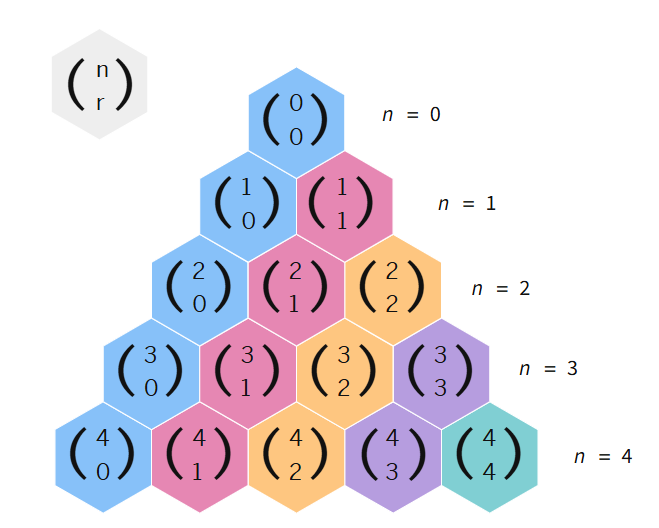 (n r)
(0 0) n = 0
(1 0) (1 1) n = 1
(2 0) (2 1) (2 2) n = 2
(3 0) (3 1) (3 2) (3 3) n = 3
(4 0) (4 1) (4 2) (4 3) (4 4) n = 4